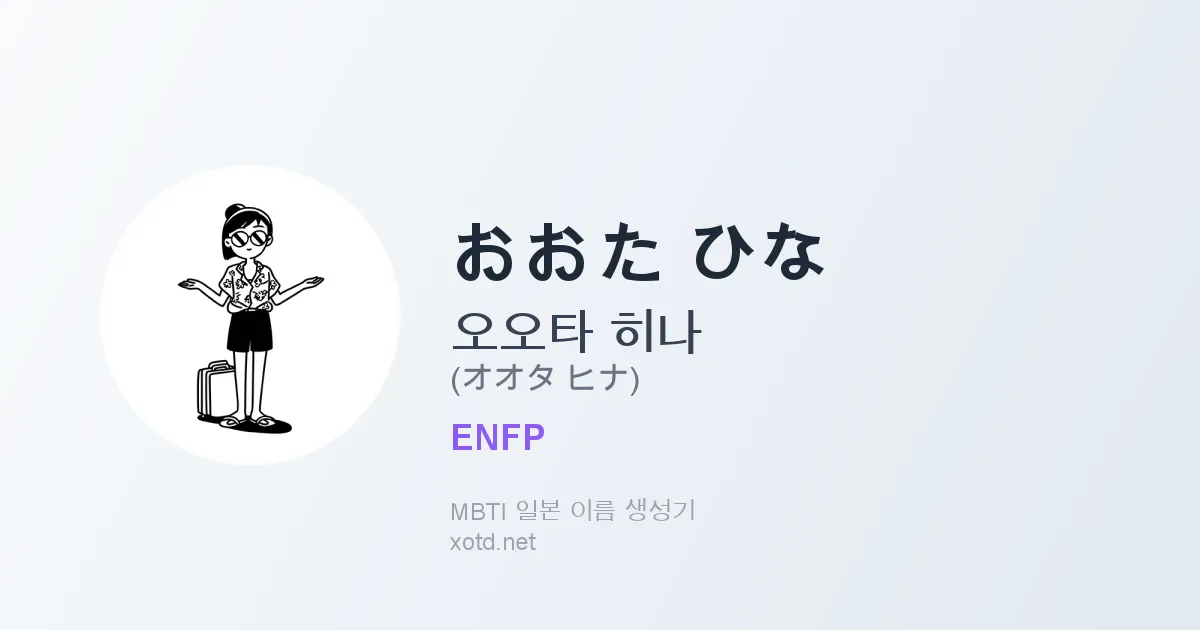 おおた ひな
오오타 히나
(オオタ ヒナ)
ENFP
MBTI 일본 이름 생성기
xotd.net